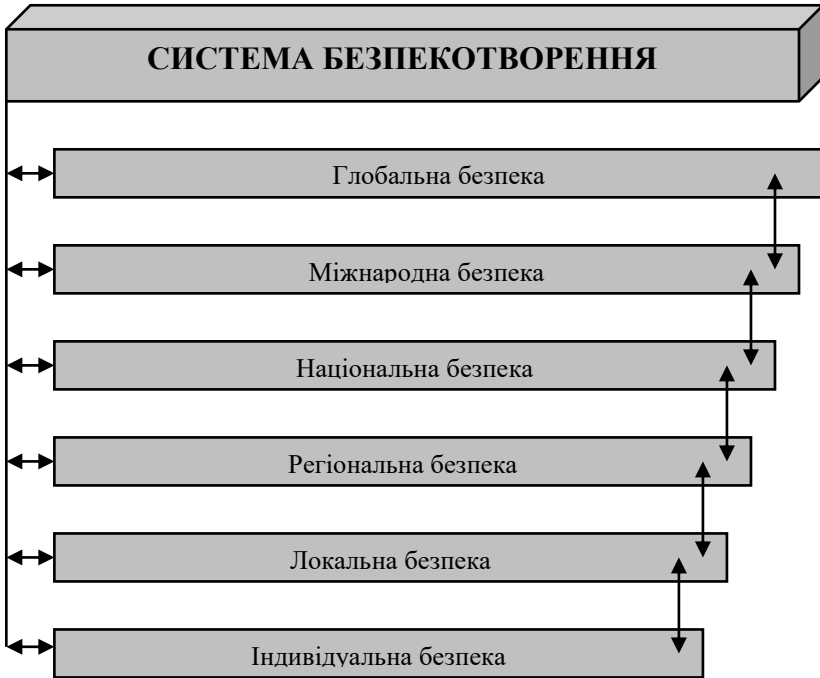 СИСТЕМА БЕЗПЕКОТВОРЕННЯ
Глобальна безпека
Міжнародна безпека
Національна безпека
Регіональна безпека
Локальна безпека
Індивідуальна безпека